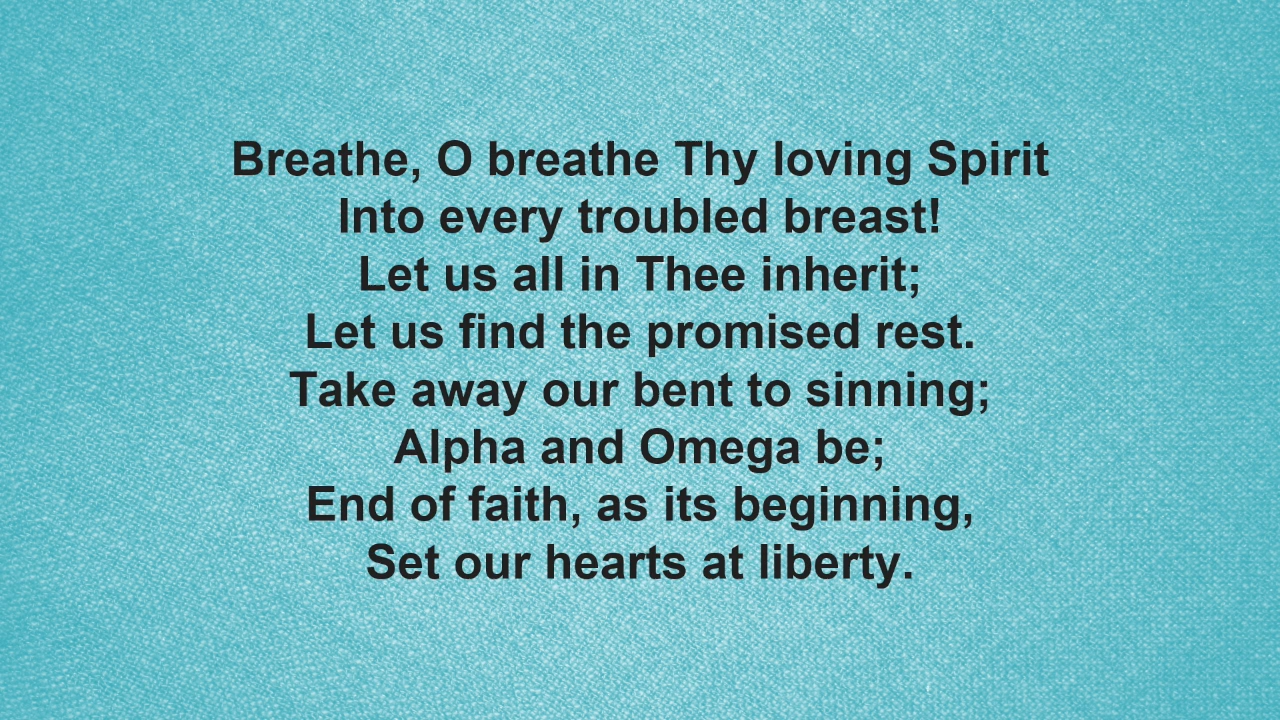 Breathe, O breathe Thy loving Spirit
Into every troubled breast!
Let us all in Thee inherit;
Let us find the promised rest.
Take away our bent to sinning;
Alpha and Omega be;
End of faith, as its beginning,
Set our hearts at liberty.